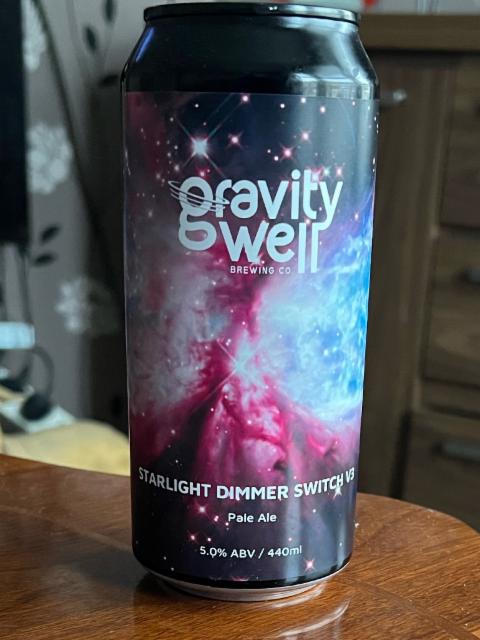 gravity
well
BREWING CO.
STARLIGHT DIMMER SWITCH V3
Pale Ale
5.0% ABV / 440ml